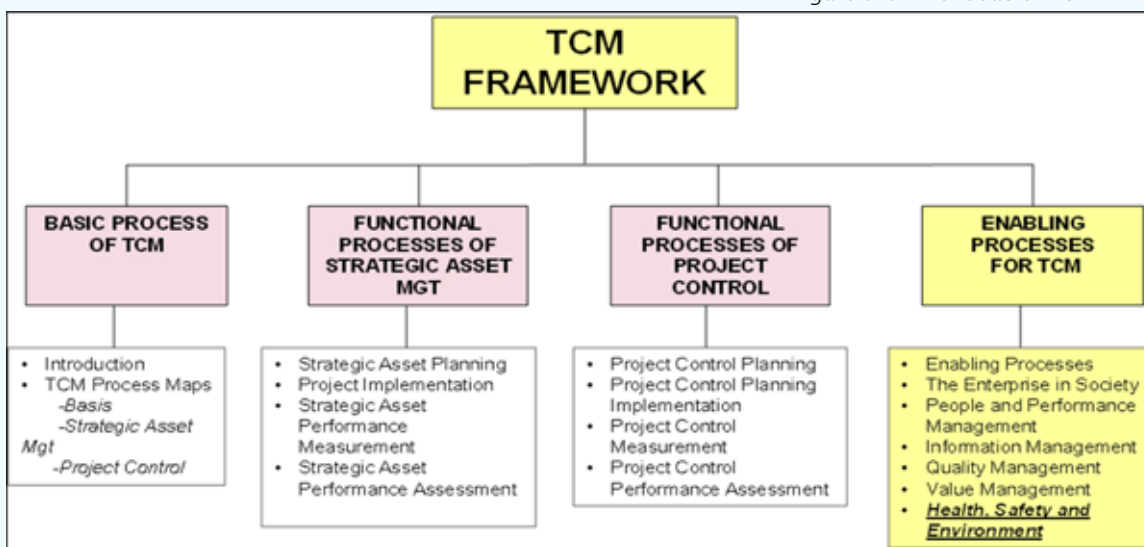 TCM
FRAMEWORK
BASIC PROCESS
OF TCM
FUNCTIONAL
PROCESSES OF
STRATEGIC ASSET
MGT
FUNCTIONAL
PROCESSES OF
PROJECT
CONTROL
ENABLING
PROCESSES
FOR TCM
• Introduction
• TCM Process Maps
-Basis
-Strategic Asset
Mgt
-Project Control
• Strategic Asset Planning
• Project Implementation
• Strategic Asset
Performance
Measurement
• Strategic Asset
Performance Assessment
• Project Control Planning
• Project Control Planning
Implementation
• Project Control
Measurement
• Project Control
Performance Assessment
• Enabling Processes
• The Enterprise in Society
• People and Performance
Management
• Information Management
• Quality Management
• Value Management
• Health, Safety and
Environment